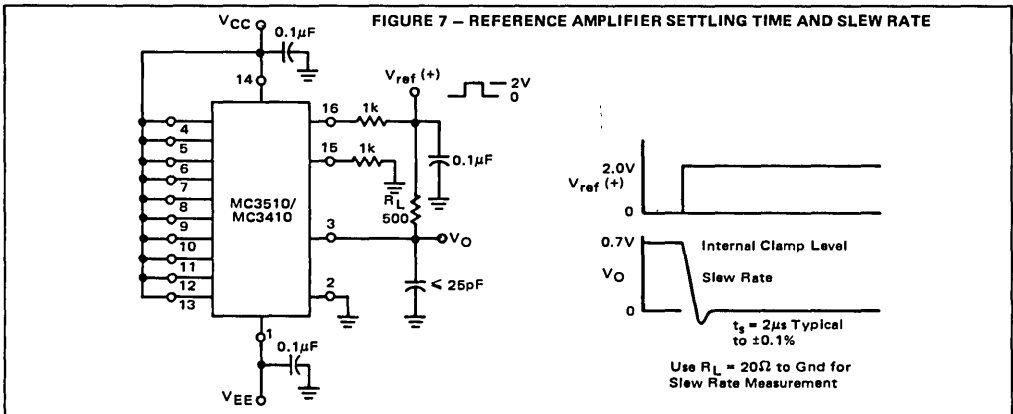 FIGURE 7 – REFERENCE AMPLIFIER SETTLING TIME AND SLEW RATE
VCC
0.1μF
14
Vref (+)
2V
0
16
1k
15
1k
0.1μF
4
5
6
7
8
9
10
11
12
13
MC3510/
MC3410
RL
500
3
VO
≤ 25pF
2
1
0.1μF
VEE
2.0V
Vref (+)
0
0.7V
Internal Clamp Level
VO
Slew Rate
0
ts = 2μs Typical
to ±0.1%
Use RL = 20Ω to Gnd for
Slew Rate Measurement